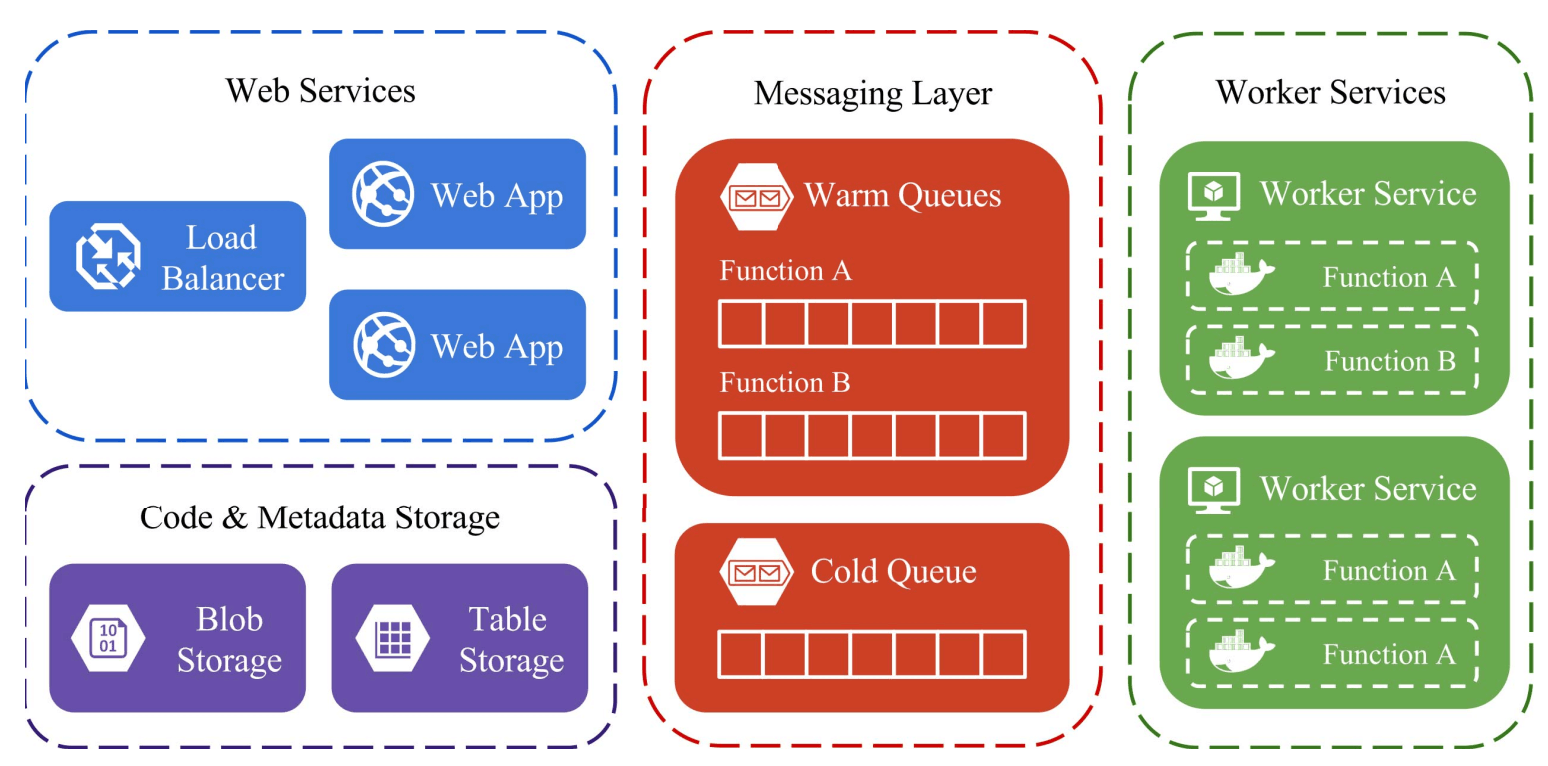 Web Services
Load
Balancer
Web App
Web App
Code & Metadata Storage
10
01
Blob
Storage
Table
Storage
Messaging Layer
Warm Queues
Function A
Function B
Cold Queue
Worker Services
Worker Service
Function A
Function B
Worker Service
Function A
Function A